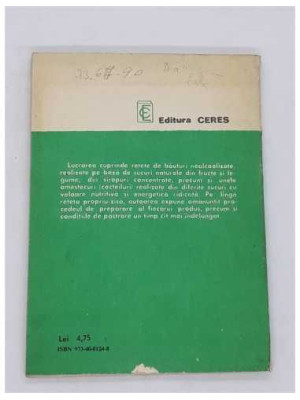 Editura CERES
Lucrarea cuprinde rețete de băuturi nealcoolizate
realizate pe bază de sucuri naturale din fructe și le-
gume, din siropuri concentrate, precum și unele
amestecuri (cocteiluri) realizate din diferite sucuri cu
valoare nutritivă și energetică ridicată. Pe lîngă
rețeta propriu-zisă, autoarea expune amănunțit pro-
cedeul de preparare al fiecărui produs, precum și
condițiile de păstrare un timp cît mai îndelungat.
Lei 4,75